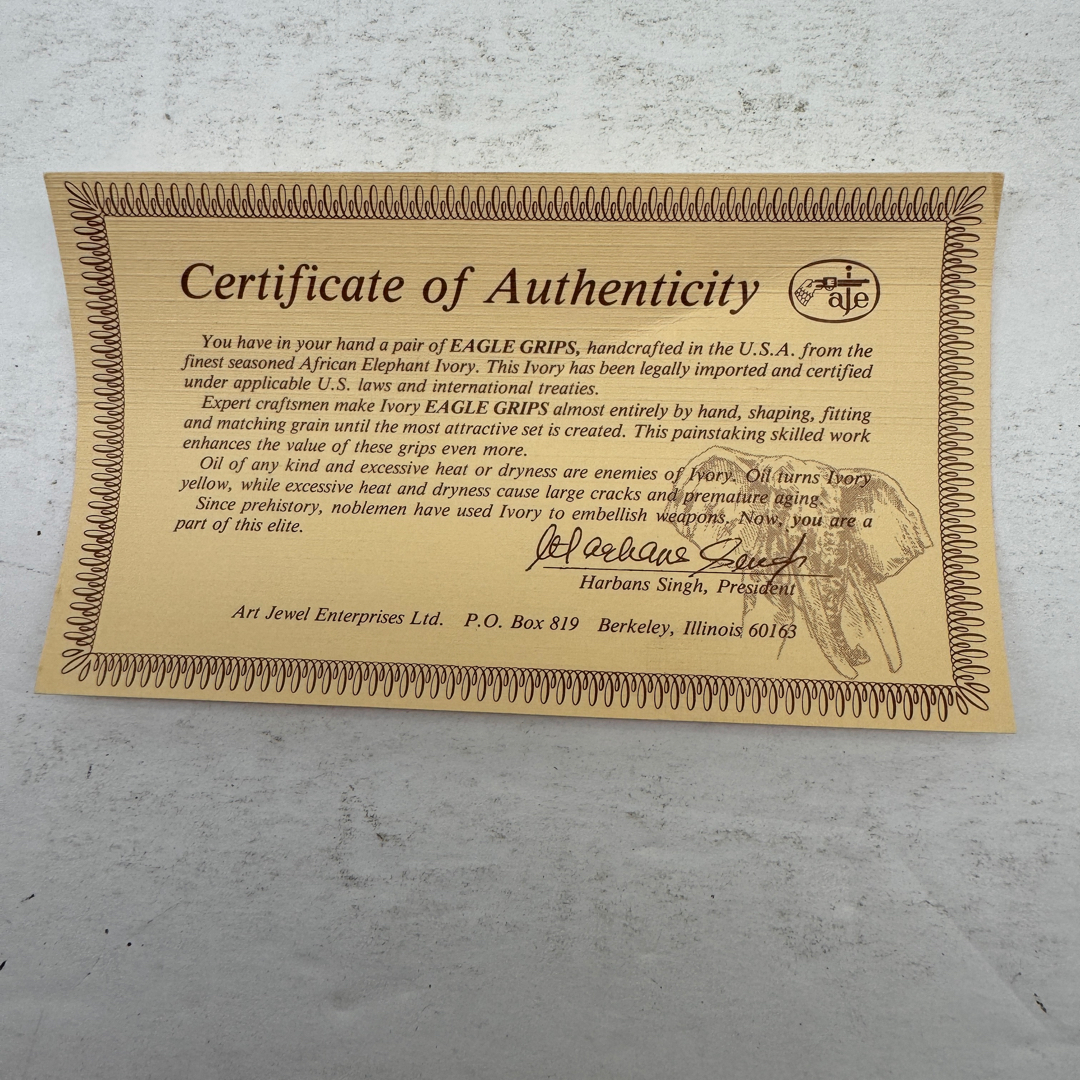 Certificate of Authenticity
aje
You have in your hand a pair of EAGLE GRIPS, handcrafted in the U.S.A. from the
finest seasoned African Elephant Ivory. This Ivory has been legally imported and certified
under applicable U.S. laws and international treaties.
Expert craftsmen make Ivory EAGLE GRIPS almost entirely by hand, shaping, fitting
and matching grain until the most attractive set is created. This painstaking skilled work
enhances the value of these grips even more.
Oil of any kind and excessive heat or dryness are enemies of Ivory. Oil turns Ivory
yellow, while excessive heat and dryness cause large cracks and premature aging.
Since prehistory, noblemen have used Ivory to embellish weapons. Now, you are a
part of this elite.
Harbans Singh
Harbans Singh, President
Art Jewel Enterprises Ltd. P.O. Box 819 Berkeley, Illinois 60163